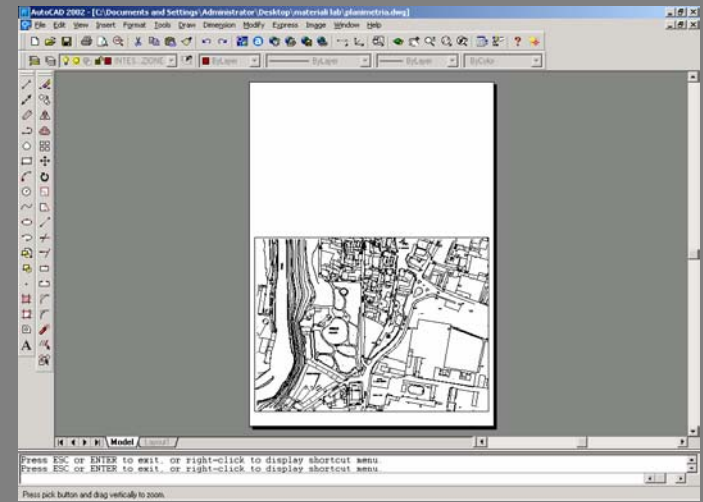 AutoCAD 2002 - [C:\Documents and Settings\Administrator\Desktop\materiali lab\planimetria.dwg]
File Edit View Insert Format Tools Draw Dimension Modify Express Image Window Help
INTES...ZIONE ByLayer ByLayer ByLayer ByColor
A
Model Layout1
Press ESC or ENTER to exit, or right-click to display shortcut menu.
Press ESC or ENTER to exit, or right-click to display shortcut menu.
Press pick button and drag vertically to zoom.